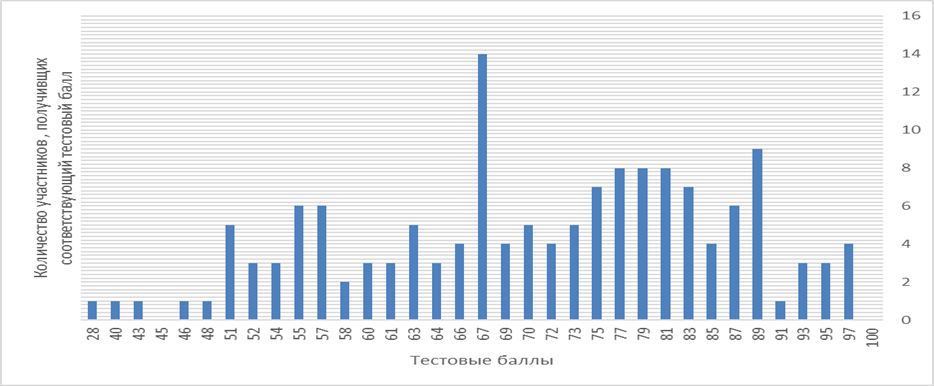 Количество участников , получивщих
соответствующий тестовый балл
16
14
12
10
8
6
4
2
0
28 40 43 45 46 48 51 52 54 55 57 58 60 61 63 64 66 67 69 70 72 73 75 77 79 81 83 85 87 89 91 93 95 97 100
Тестовые баллы